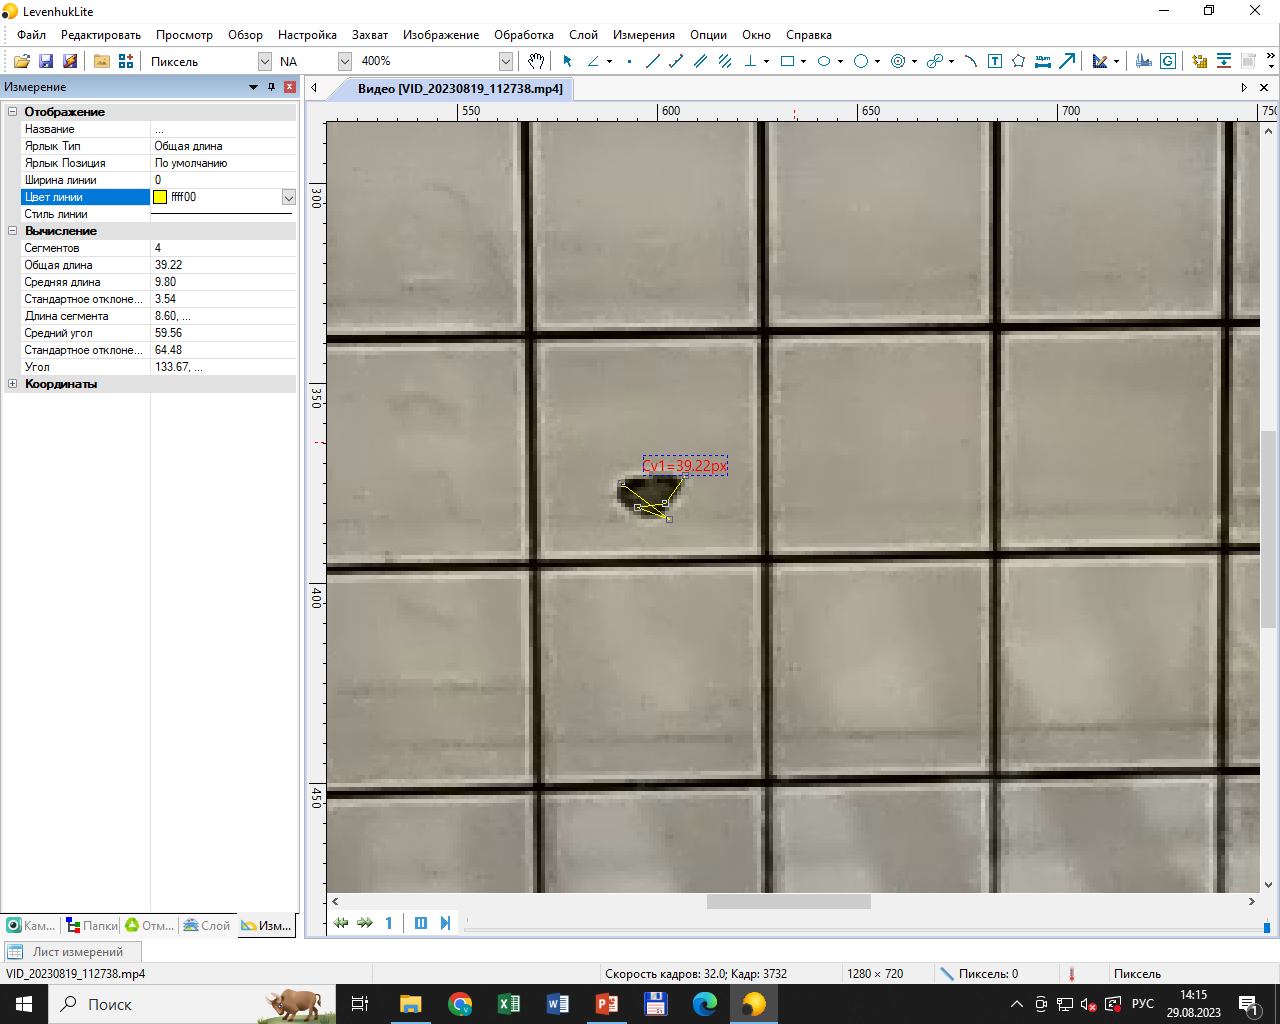 LevenhukLite
Файл Редактировать Просмотр Обзор Настройка Захват Изображение Обработка Слой Измерения Опции Окно Справка
Пиксель NA 400%
Измерение
Видео [VID_20230819_112738.mp4]
550 600 650 700 750
Отображение
Название ...
Ярлык Тип Общая длина
Ярлык Позиция По умолчанию
Ширина линии 0
Цвет линии ffff00
Стиль линии
Вычисление
Сегментов 4
Общая длина 39.22
Средняя длина 9.80
Стандартное отклоне... 3.54
Длина сегмента 8.60, ...
Средний угол 59.56
Стандартное отклоне... 64.48
Угол 133.67, ...
Координаты
300
350
400
450
Cv1=39.22px
1
Кам... Папки Отм... Слой Изм...
Лист измерений
VID_20230819_112738.mp4 Скорость кадров: 32.0; Кадр: 3732 1280 × 720 Пиксель: 0 Пиксель
Поиск
РУС
14:15
29.08.2023
1